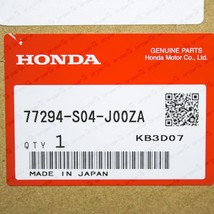 HONDA
GENUINE PARTS
Honda Motor Co., Ltd.
77294-S04-J00ZA
QTY 1
KB3D07
MADE IN JAPAN